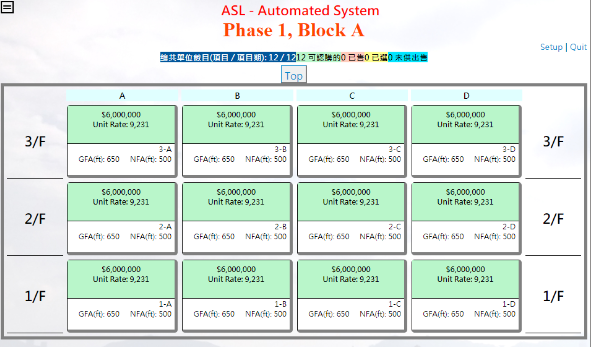 ASL - Automated System
Phase 1, Block A
Setup | Quit
總共單位數目(項目 / 項目期): 12 / 12 12 可認購的 0 已售 0 已選 0 未供出售
Top
A B C D
3/F 3/F
$6,000,000 $6,000,000 $6,000,000 $6,000,000
Unit Rate: 9,231 Unit Rate: 9,231 Unit Rate: 9,231 Unit Rate: 9,231
3-A 3-B 3-C 3-D
GFA(ft): 650 NFA(ft): 500 GFA(ft): 650 NFA(ft): 500 GFA(ft): 650 NFA(ft): 500 GFA(ft): 650 NFA(ft): 500
2/F 2/F
$6,000,000 $6,000,000 $6,000,000 $6,000,000
Unit Rate: 9,231 Unit Rate: 9,231 Unit Rate: 9,231 Unit Rate: 9,231
2-A 2-B 2-C 2-D
GFA(ft): 650 NFA(ft): 500 GFA(ft): 650 NFA(ft): 500 GFA(ft): 650 NFA(ft): 500 GFA(ft): 650 NFA(ft): 500
1/F 1/F
$6,000,000 $6,000,000 $6,000,000 $6,000,000
Unit Rate: 9,231 Unit Rate: 9,231 Unit Rate: 9,231 Unit Rate: 9,231
1-A 1-B 1-C 1-D
GFA(ft): 650 NFA(ft): 500 GFA(ft): 650 NFA(ft): 500 GFA(ft): 650 NFA(ft): 500 GFA(ft): 650 NFA(ft): 500